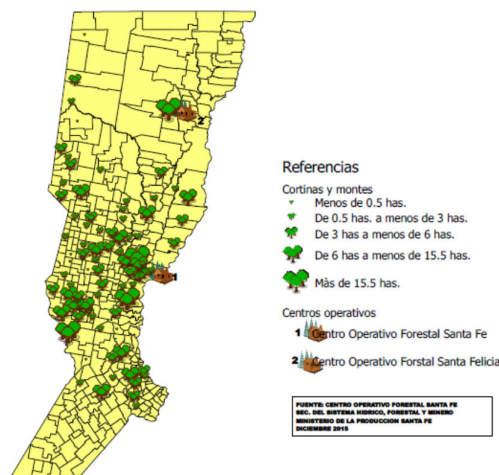 2
1
Referencias
Cortinas y montes
Menos de 0.5 has.
De 0.5 has. a menos de 3 has.
De 3 has a menos de 6 has.
De 6 has a menos de 15.5 has.
Màs de 15.5 has.
Centros operativos
1 Centro Operativo Forestal Santa Fe
2 Centro Operativo Forstal Santa Felicia
FUENTE: CENTRO OPERATIVO FORESTAL SANTA FE
SEC. DEL SISTEMA HIDRICO, FORESTAL Y MINERO
MINISTERIO DE LA PRODUCCION SANTA FE
DICIEMBRE 2015